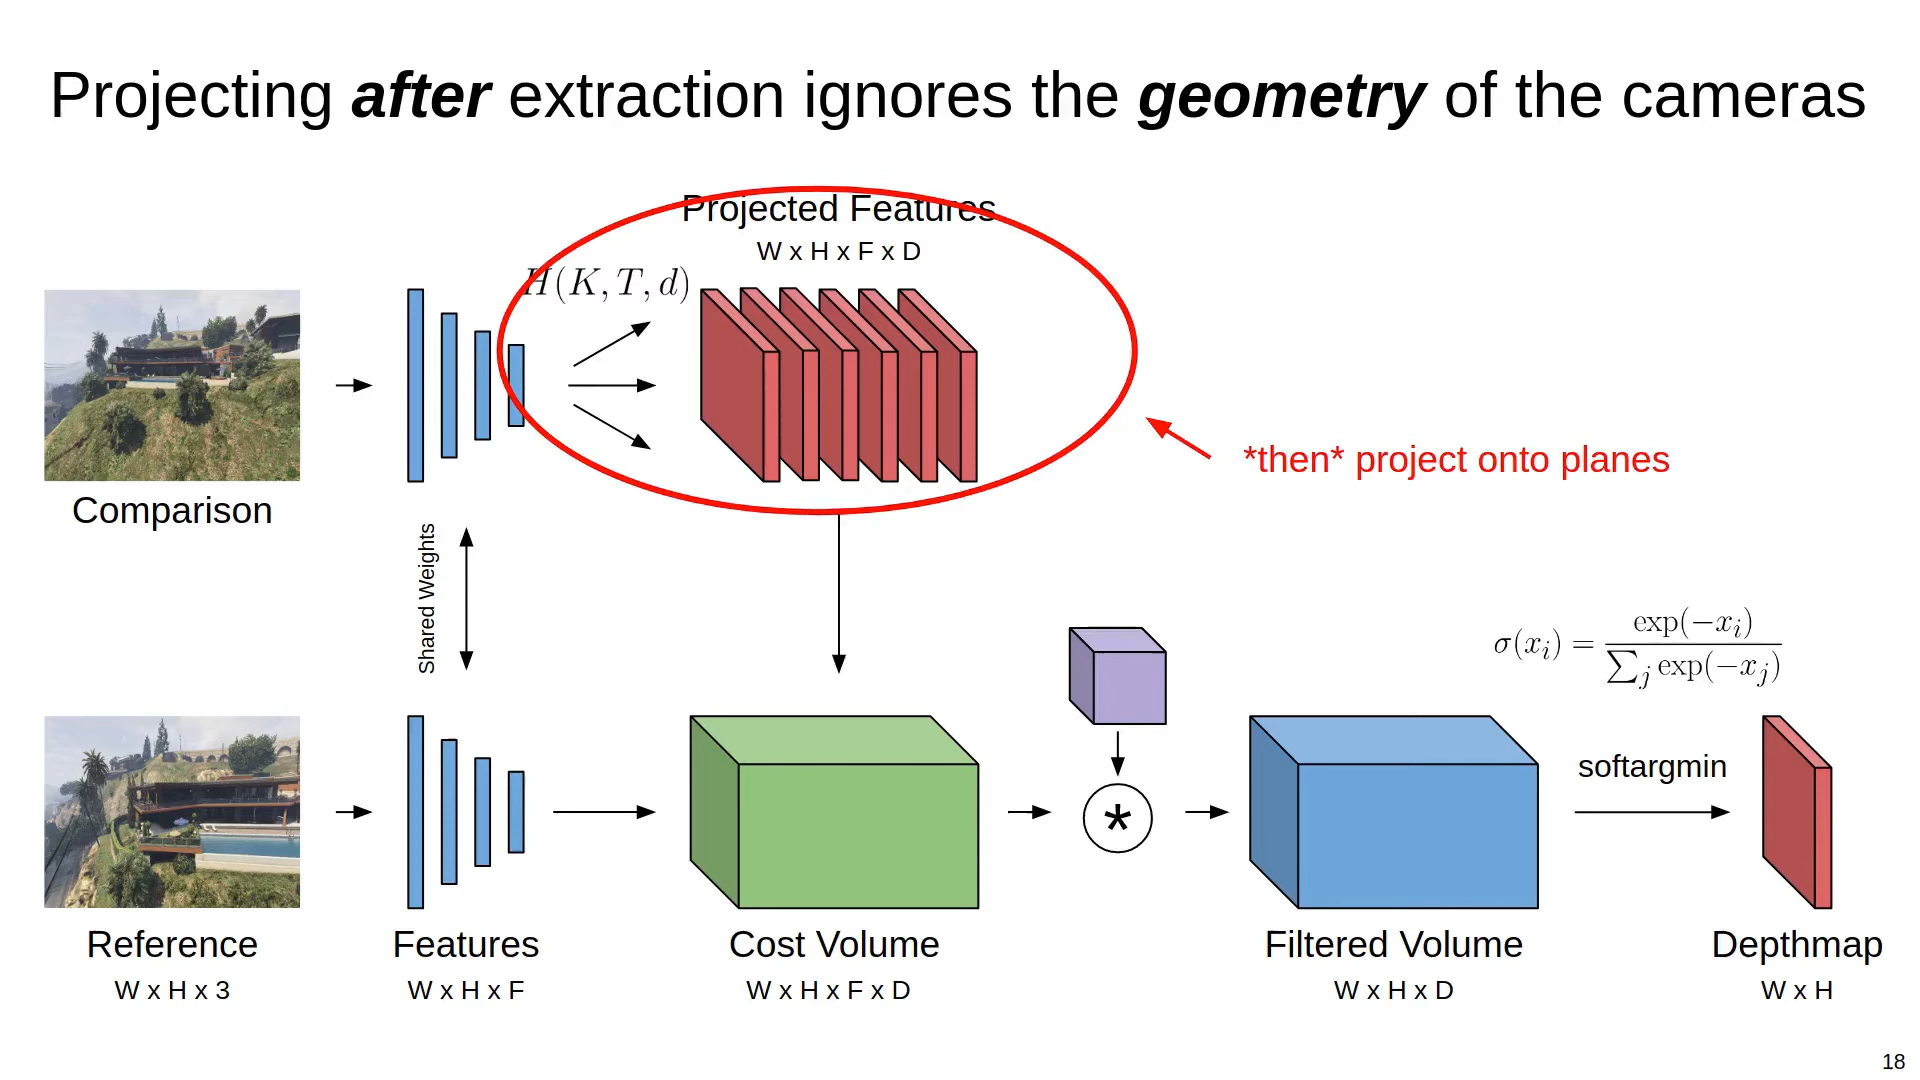 Projecting after extraction ignores the geometry of the cameras
Projected Features
W x H x F x D
H(K, T, d)
*then* project onto planes
Comparison
Shared Weights
σ(x_i) = exp(−x_i) / ∑_j exp(−x_j)
softargmin
*
Reference
W x H x 3
Features
W x H x F
Cost Volume
W x H x F x D
Filtered Volume
W x H x D
Depthmap
W x H
18